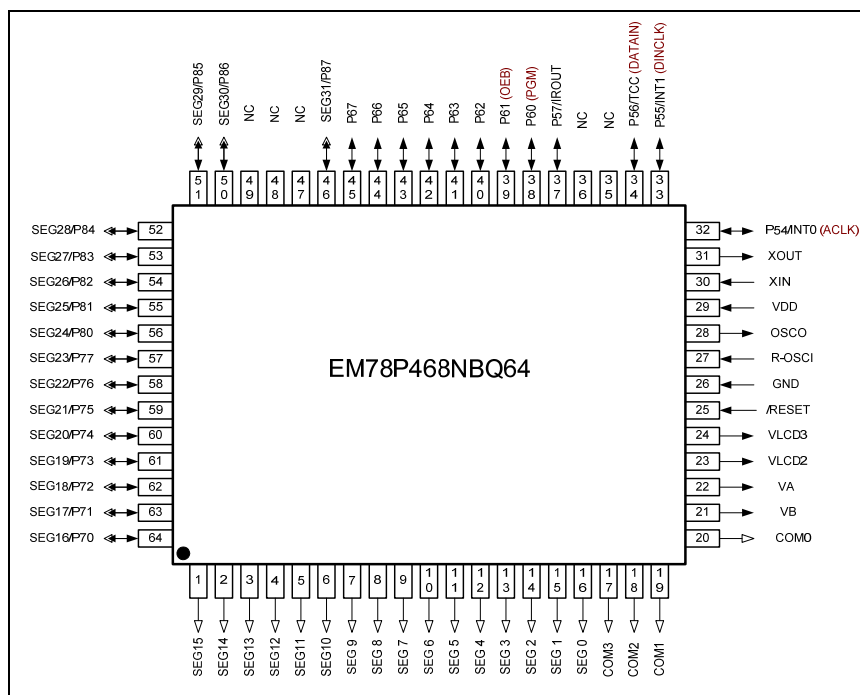 SEG29/P85
SEG30/P86
NC
NC
NC
SEG31/P87
P67
P66
P65
P64
P63
P62
P61 (OEB)
P60 (PGM)
P57/IROUT
NC
NC
P56/TCC (DATAIN)
P55/INT1 (DINCLK)
51
50
49
48
47
46
45
44
43
42
41
40
39
38
37
36
35
34
33
SEG28/P84 52
SEG27/P83 53
SEG26/P82 54
SEG25/P81 55
SEG24/P80 56
SEG23/P77 57
SEG22/P76 58
SEG21/P75 59
SEG20/P74 60
SEG19/P73 61
SEG18/P72 62
SEG17/P71 63
SEG16/P70 64
EM78P468NBQ64
32 P54/INT0 (ACLK)
31 XOUT
30 XIN
29 VDD
28 OSCO
27 R-OSCI
26 GND
25 /RESET
24 VLCD3
23 VLCD2
22 VA
21 VB
20 COM0
1
2
3
4
5
6
7
8
9
10
11
12
13
14
15
16
17
18
19
SEG15
SEG14
SEG13
SEG12
SEG11
SEG10
SEG 9
SEG 8
SEG 7
SEG 6
SEG 5
SEG 4
SEG 3
SEG 2
SEG 1
SEG 0
COM3
COM2
COM1